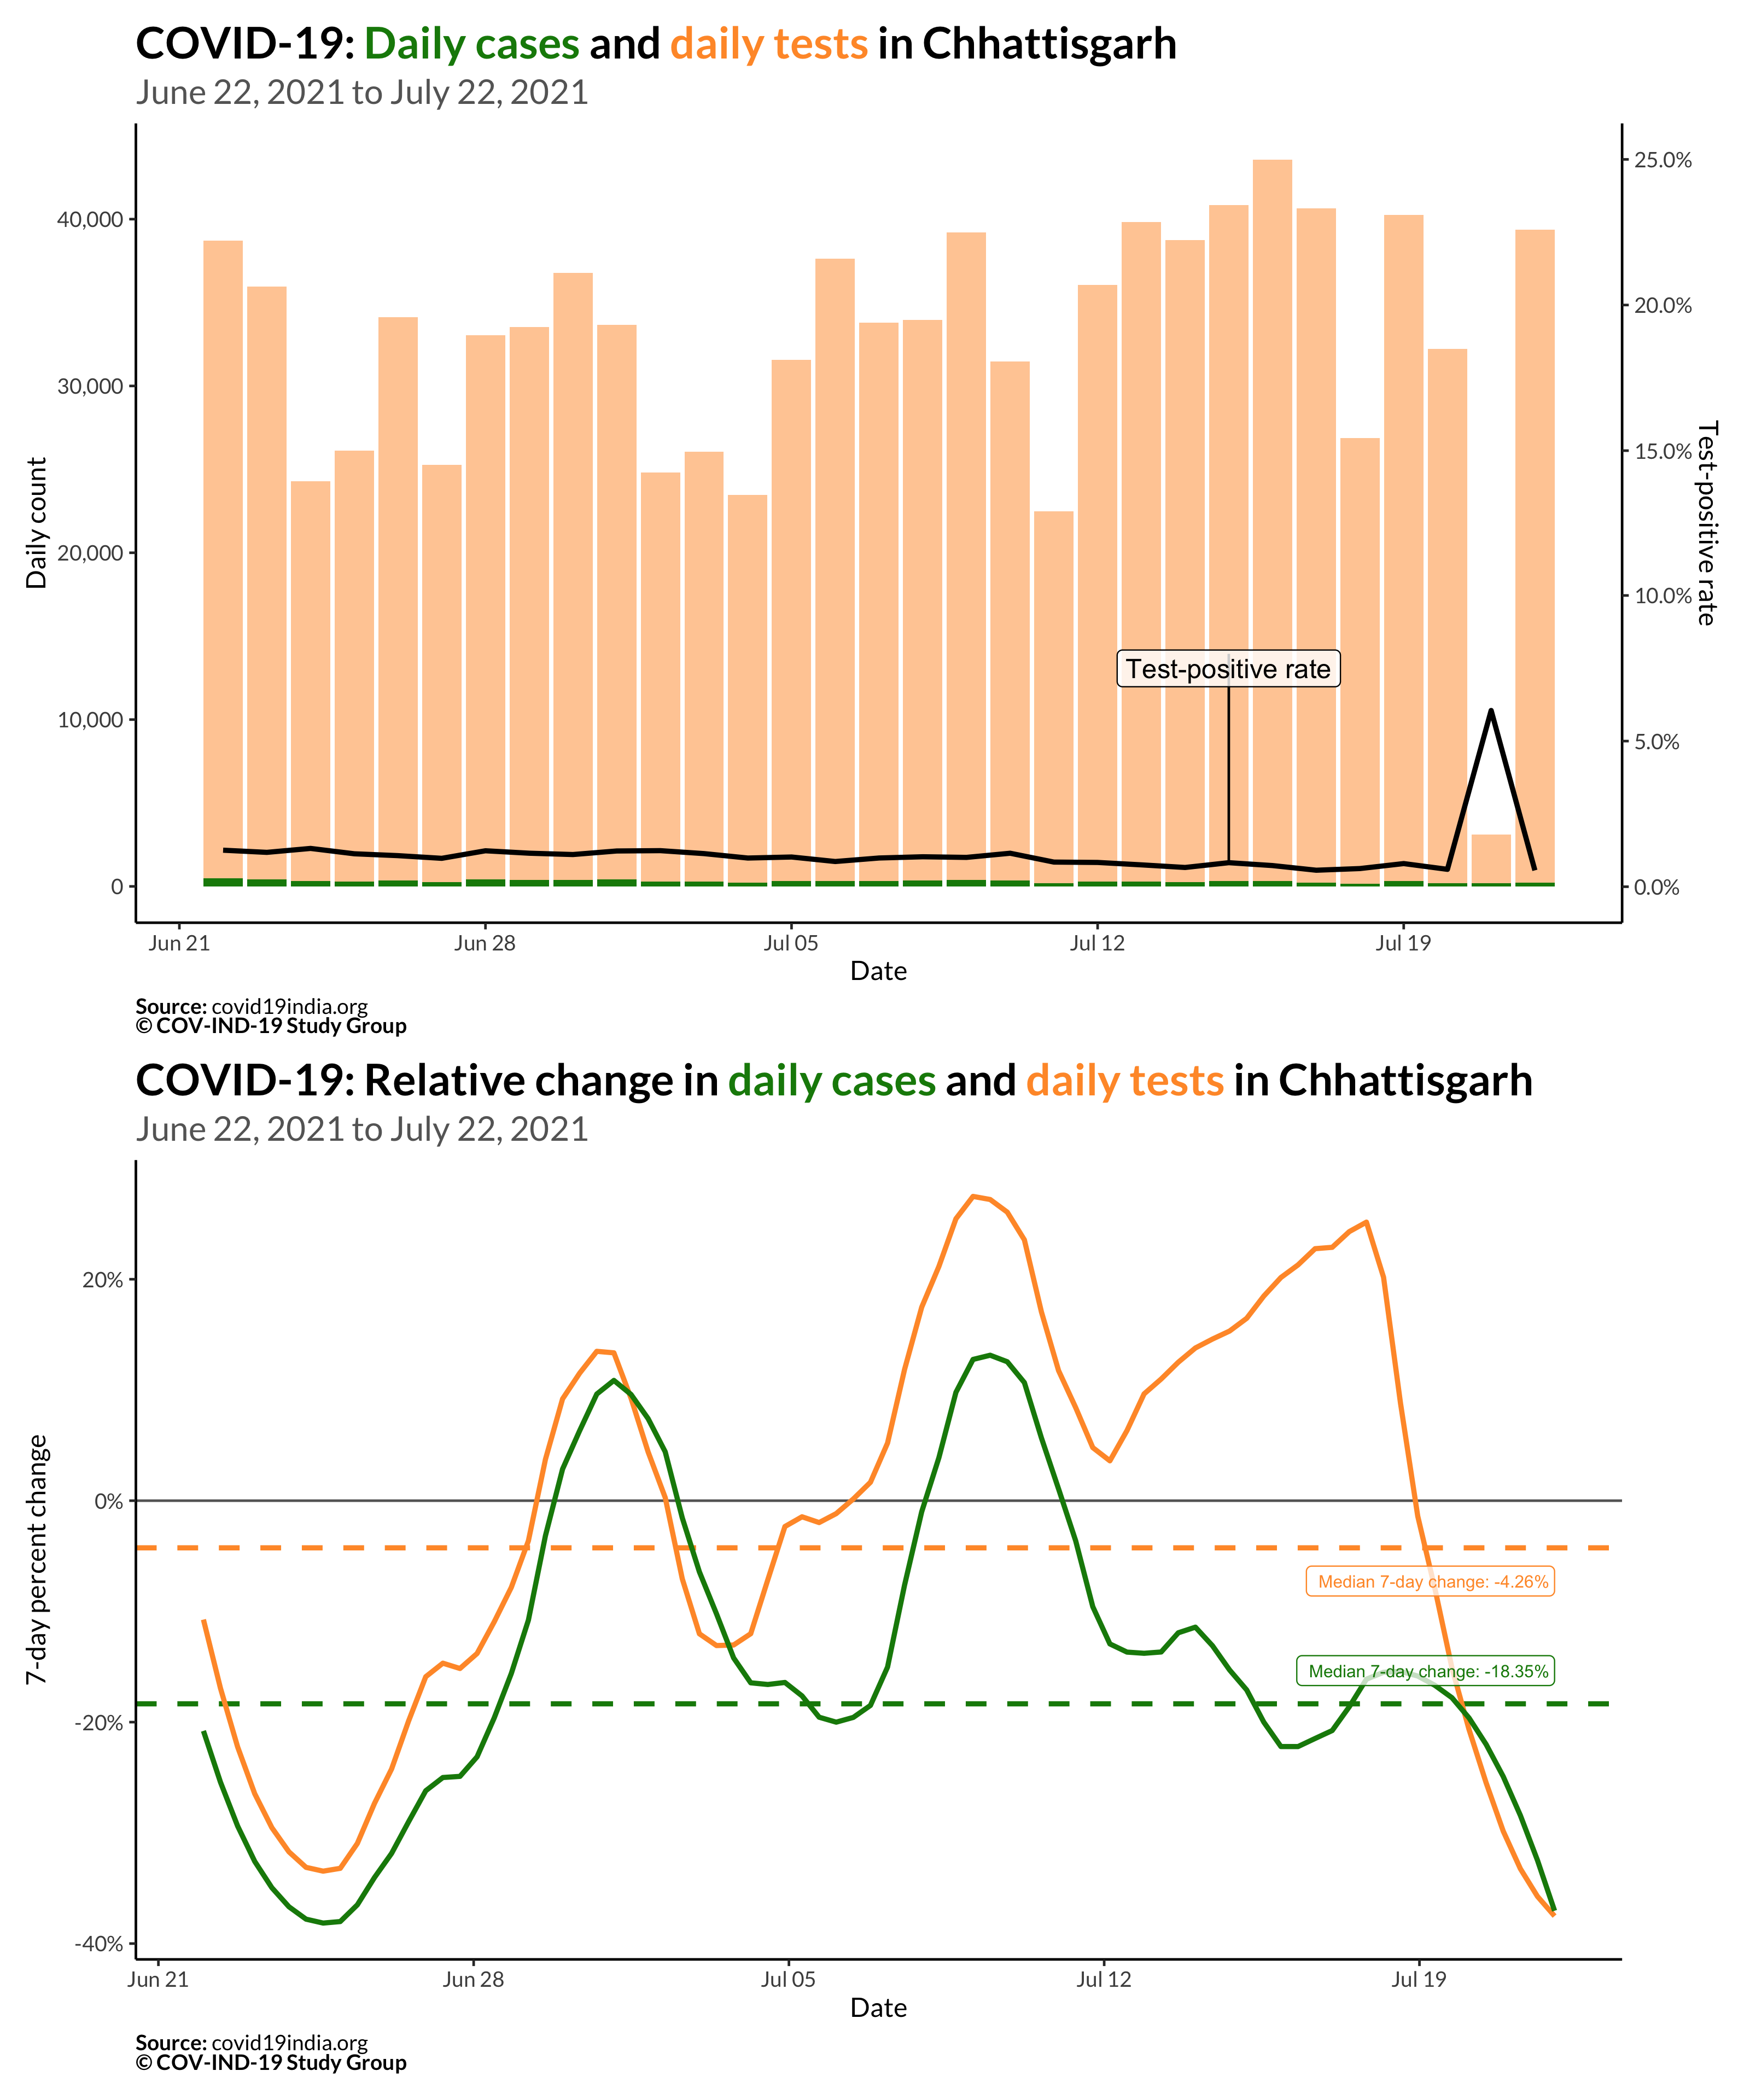 COVID-19: Daily cases and daily tests in Chhattisgarh
June 22, 2021 to July 22, 2021
Daily count
40,000
30,000
20,000
10,000
0
25.0%
20.0%
15.0%
10.0%
5.0%
0.0%
Test-positive rate
Test-positive rate
Jun 21
Jun 28
Jul 05
Jul 12
Jul 19
Date
Source: covid19india.org
© COV-IND-19 Study Group
COVID-19: Relative change in daily cases and daily tests in Chhattisgarh
June 22, 2021 to July 22, 2021
7-day percent change
20%
0%
-20%
-40%
Median 7-day change: -4.26%
Median 7-day change: -18.35%
Jun 21
Jun 28
Jul 05
Jul 12
Jul 19
Date
Source: covid19india.org
© COV-IND-19 Study Group